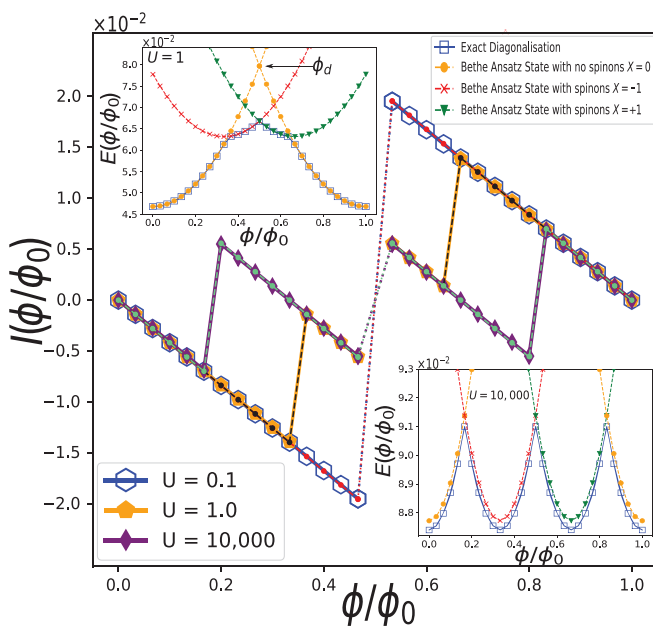 ×10⁻²
Exact Diagonalisation
Bethe Ansatz State with no spinons X = 0
Bethe Ansatz State with spinons X = -1
Bethe Ansatz State with spinons X = +1
×10⁻²
U = 1
ϕd
8.0
7.5
7.0
6.5
6.0
5.5
5.0
4.5
E(ϕ/ϕ0)
0.0 0.2 0.4 0.6 0.8 1.0
ϕ/ϕ0
2.0
1.5
1.0
0.5
0.0
−0.5
−1.0
−1.5
−2.0
I(ϕ/ϕ0)
×10⁻²
U = 10,000
9.3
9.2
9.1
9.0
8.9
8.8
E(ϕ/ϕ0)
0.0 0.2 0.4 0.6 0.8 1.0
ϕ/ϕ0
U = 0.1
U = 1.0
U = 10,000
0.0 0.2 0.4 0.6 0.8 1.0
ϕ/ϕ0